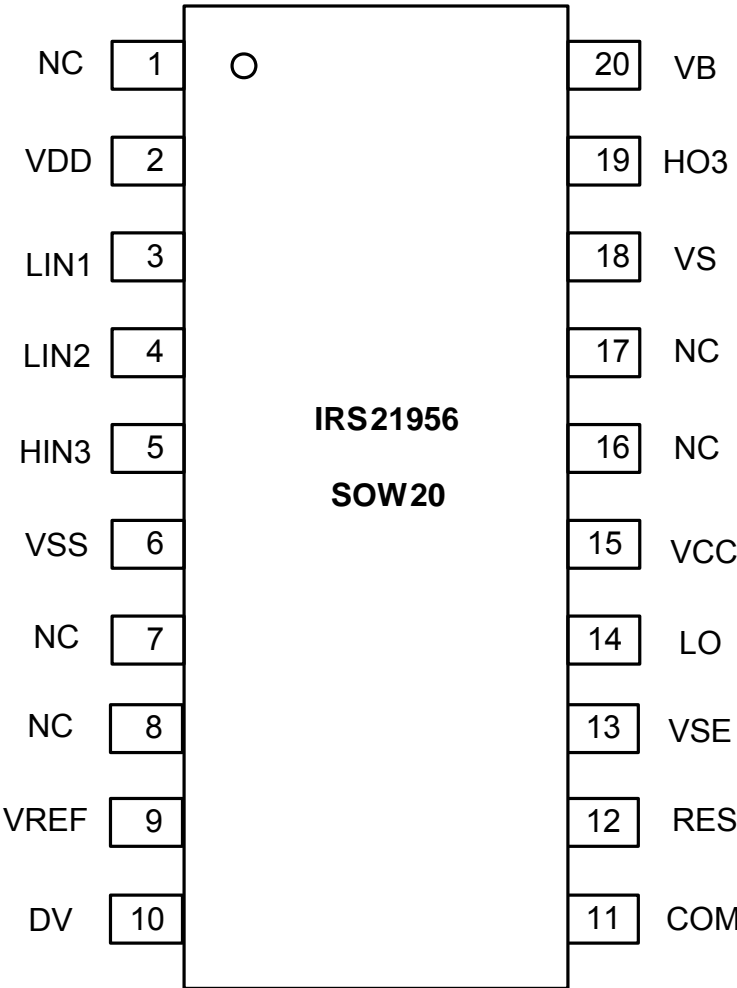 NC 1 20 VB
VDD 2 19 HO3
LIN1 3 18 VS
LIN2 4 17 NC
IRS21956
HIN3 5 16 NC
SOW20
VSS 6 15 VCC
NC 7 14 LO
NC 8 13 VSE
VREF 9 12 RES
DV 10 11 COM